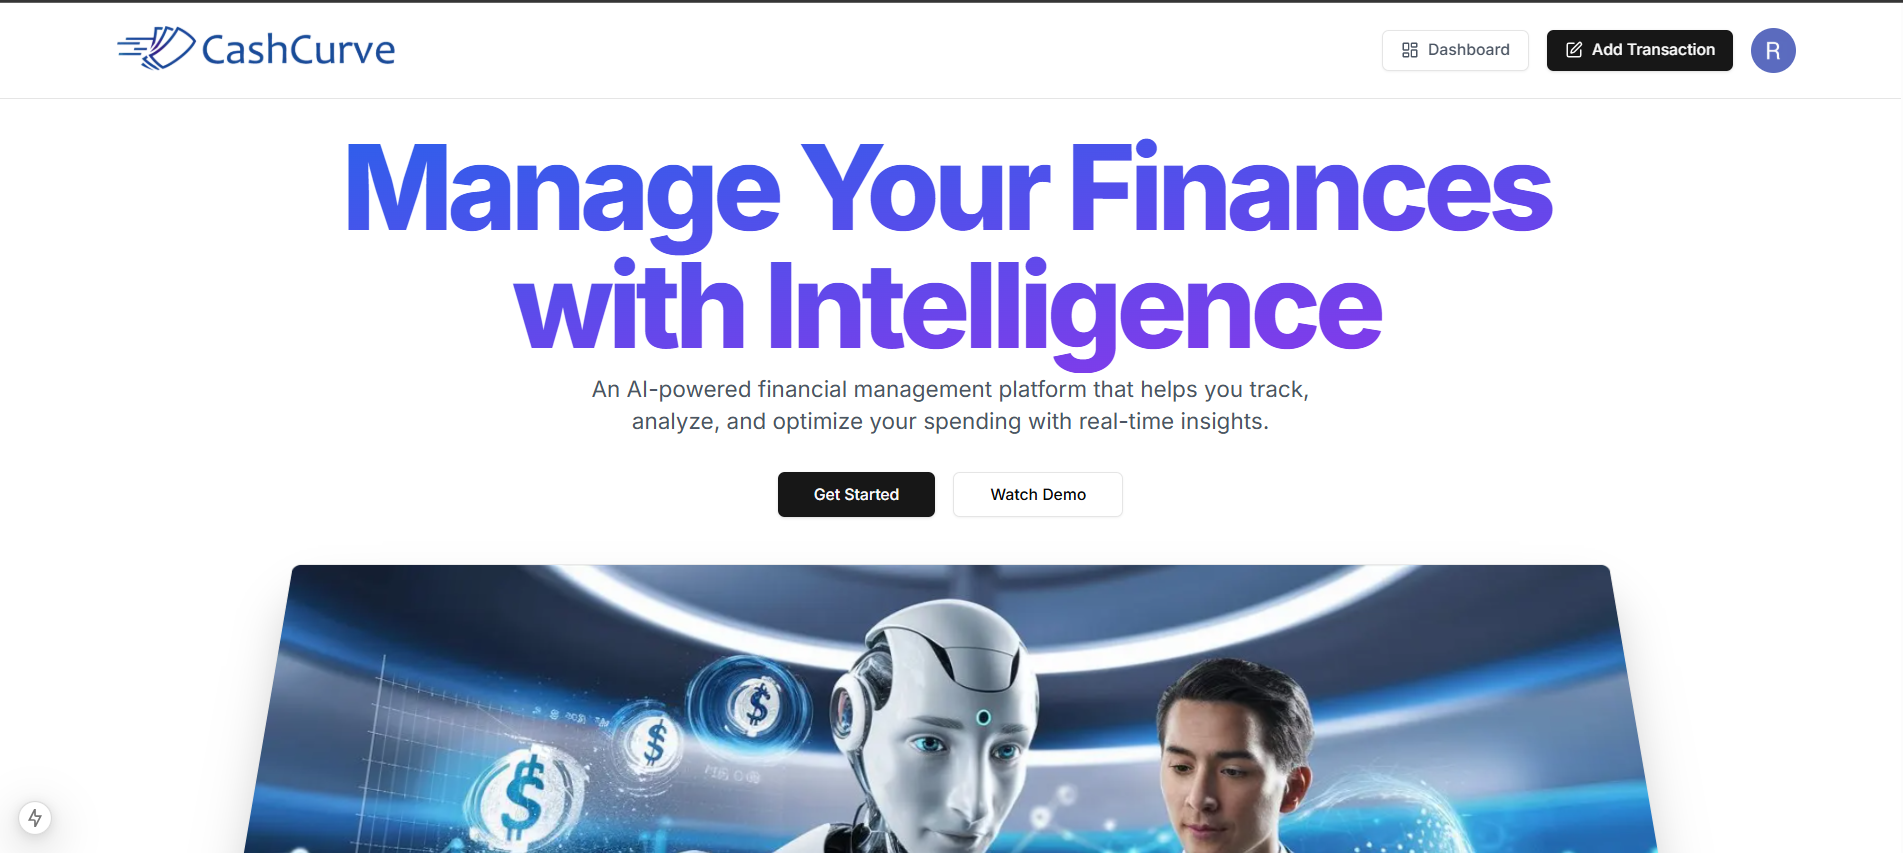 CashCurve
Dashboard
Add Transaction
R
Manage Your Finances
with Intelligence
An AI-powered financial management platform that helps you track,
analyze, and optimize your spending with real-time insights.
Get Started
Watch Demo
$
$
$